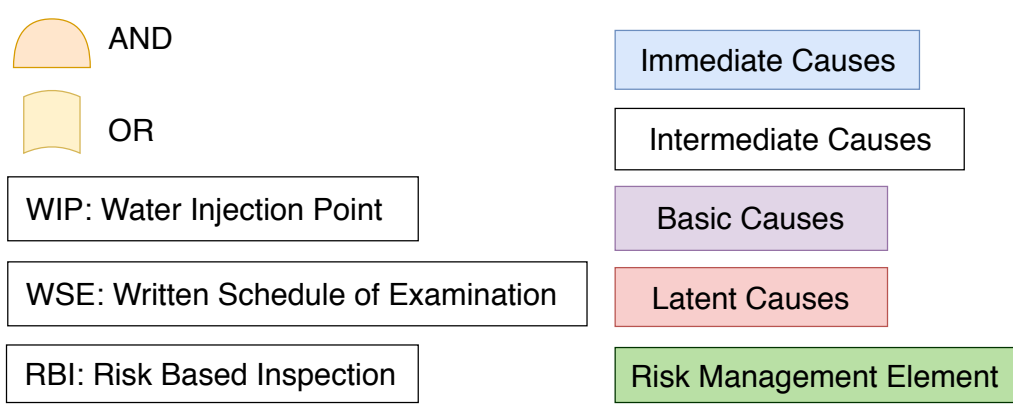 AND
OR
WIP: Water Injection Point
WSE: Written Schedule of Examination
RBI: Risk Based Inspection
Immediate Causes
Intermediate Causes
Basic Causes
Latent Causes
Risk Management Element